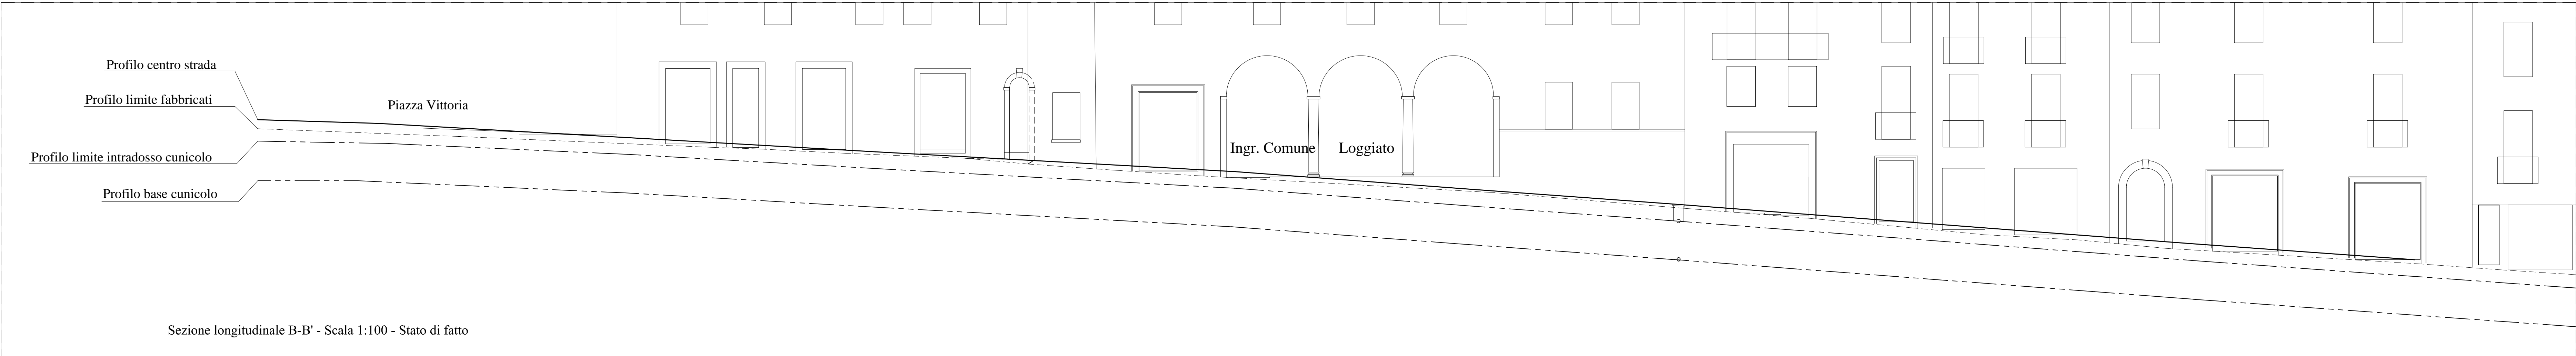 Profilo centro strada
Profilo limite fabbricati
Piazza Vittoria
Profilo limite intradosso cunicolo
Profilo base cunicolo
Ingr. Comune
Loggiato
Sezione longitudinale B-B' - Scala 1:100 - Stato di fatto